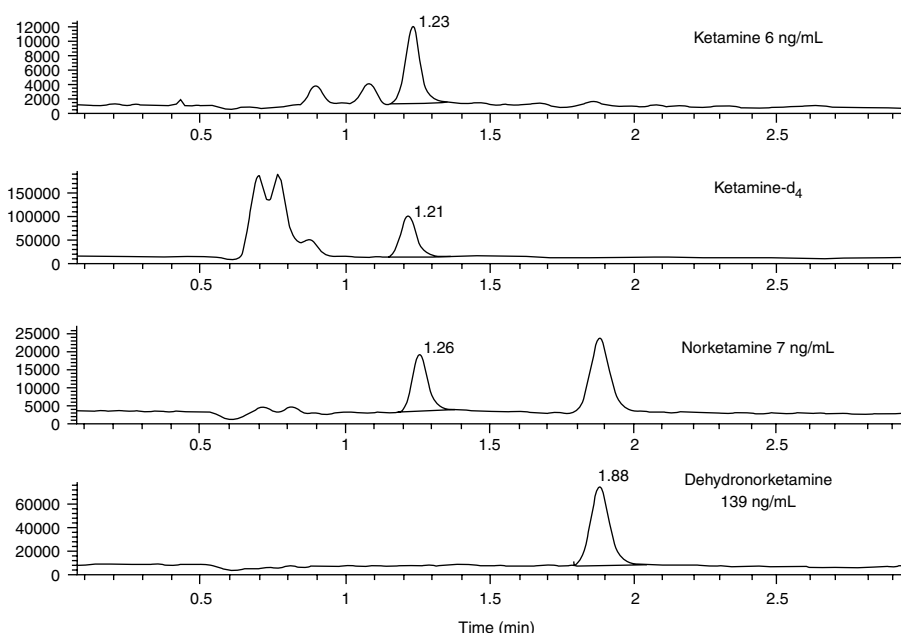 12000
10000
8000
6000
4000
2000
0
1.23
Ketamine 6 ng/mL
0.5 1 1.5 2 2.5
150000
100000
50000
0
1.21
Ketamine-d4
0.5 1 1.5 2 2.5
25000
20000
15000
10000
5000
0
1.26
Norketamine 7 ng/mL
0.5 1 1.5 2 2.5
60000
40000
20000
0
1.88
Dehydronorketamine
139 ng/mL
0.5 1 1.5 2 2.5
Time (min)